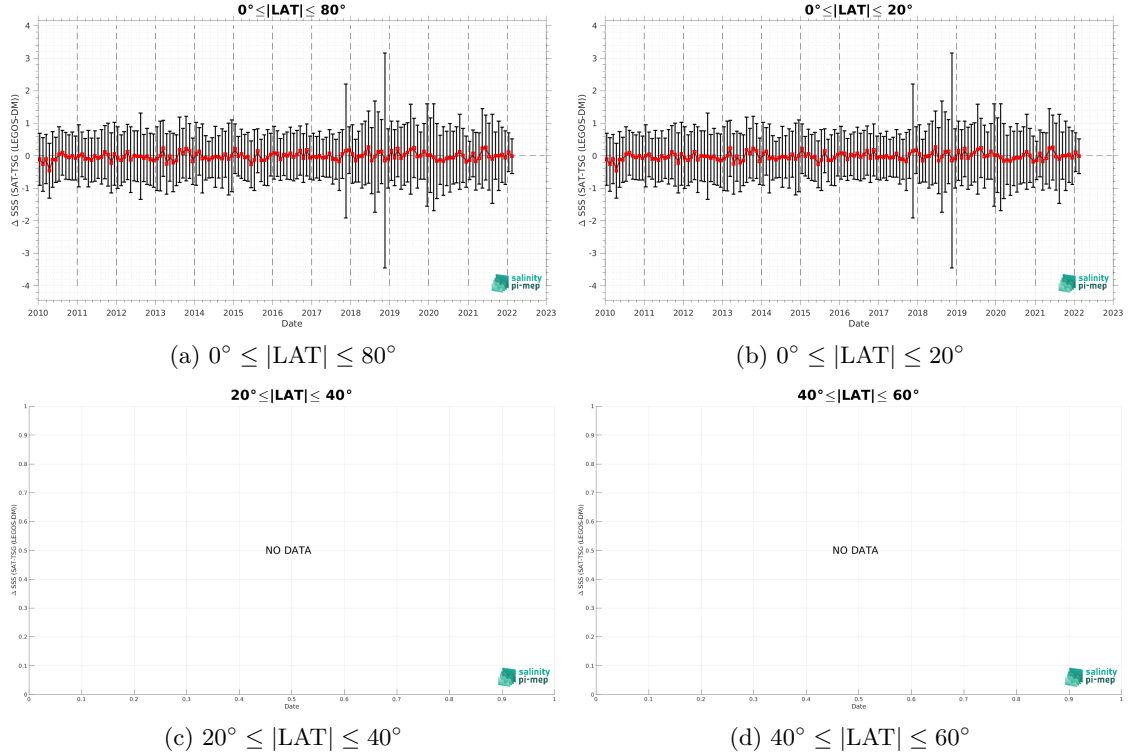 0°≤|LAT|≤ 80°
Δ SSS (SAT-TSG (LEGOS-DM))
4
3
2
1
0
-1
-2
-3
-4
2010 2011 2012 2013 2014 2015 2016 2017 2018 2019 2020 2021 2022 2023
Date
salinity
pi-mep
(a) 0° ≤ |LAT| ≤ 80°
0°≤|LAT|≤ 20°
Δ SSS (SAT-TSG (LEGOS-DM))
4
3
2
1
0
-1
-2
-3
-4
2010 2011 2012 2013 2014 2015 2016 2017 2018 2019 2020 2021 2022 2023
Date
salinity
pi-mep
(b) 0° ≤ |LAT| ≤ 20°
20°≤|LAT|≤ 40°
Δ SSS (SAT-TSG (LEGOS-DM))
1
0.9
0.8
0.7
0.6
0.5
0.4
0.3
0.2
0.1
0
NO DATA
0 0.1 0.2 0.3 0.4 0.5 0.6 0.7 0.8 0.9 1
Date
salinity
pi-mep
(c) 20° ≤ |LAT| ≤ 40°
40°≤|LAT|≤ 60°
Δ SSS (SAT-TSG (LEGOS-DM))
1
0.9
0.8
0.7
0.6
0.5
0.4
0.3
0.2
0.1
0
NO DATA
0 0.1 0.2 0.3 0.4 0.5 0.6 0.7 0.8 0.9 1
Date
salinity
pi-mep
(d) 40° ≤ |LAT| ≤ 60°